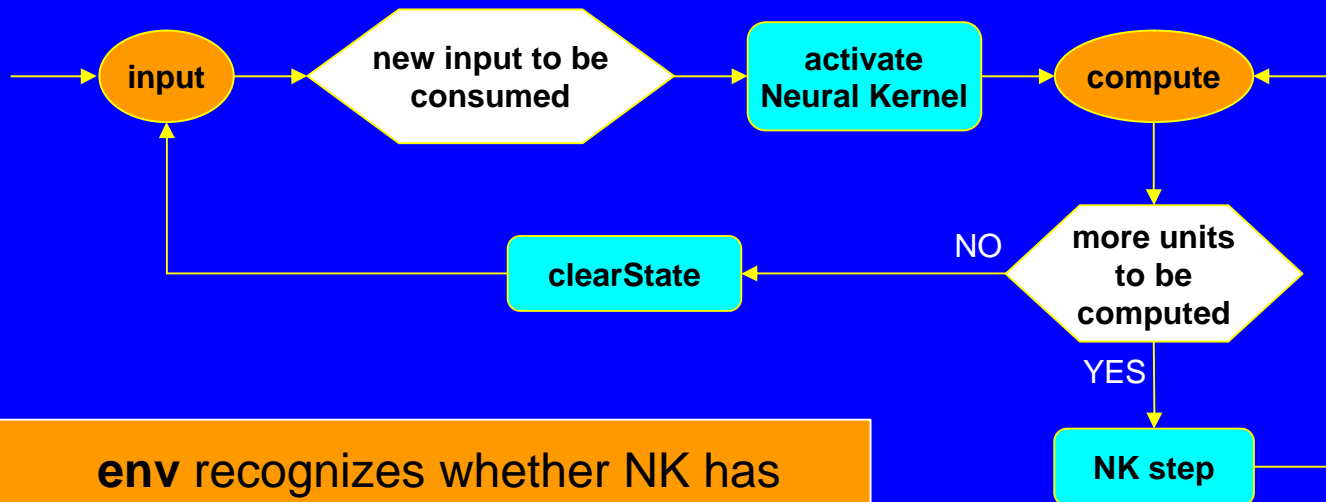 input
new input to be
consumed
activate
Neural Kernel
compute
clearState
NO
more units
to be
computed
YES
NK step
env recognizes whether NK has